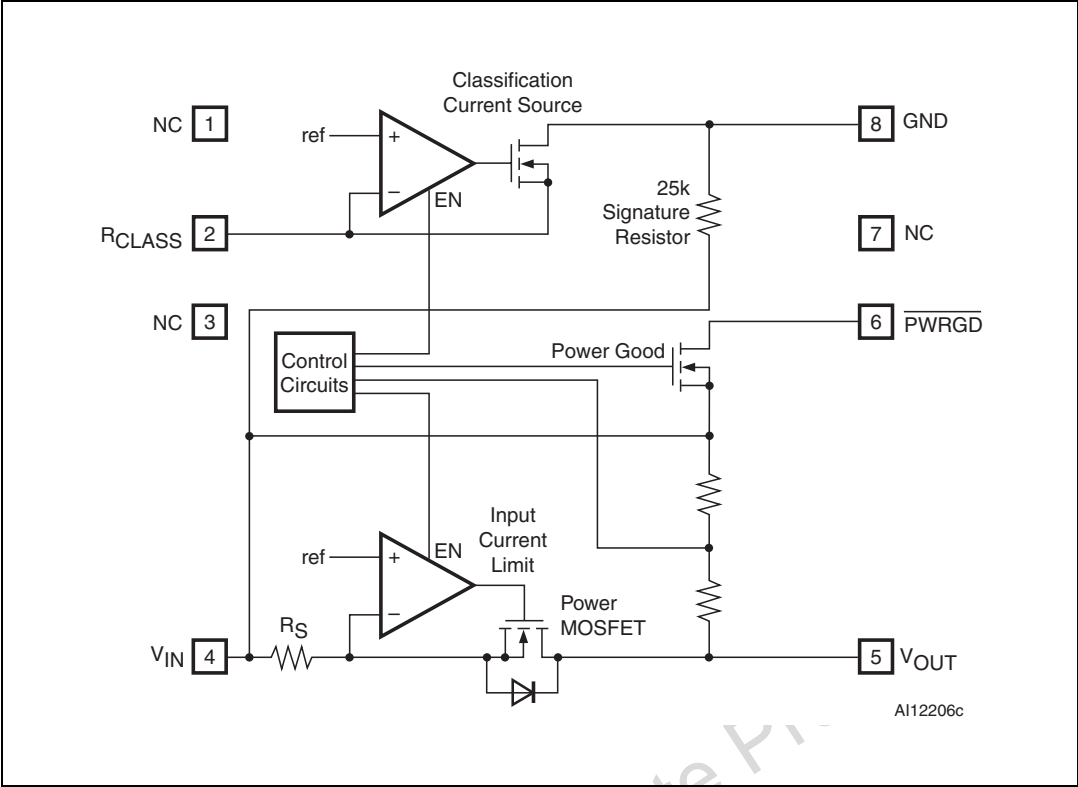 Classification
Current Source
NC 1
ref
+
8 GND
−
EN
25k
Signature
Resistor
RCLASS 2
7 NC
NC 3
6 PWRGD
Power Good
Control
Circuits
Input
Current
Limit
ref
+
EN
−
Power
MOSFET
RS
VIN 4
5 VOUT
AI12206c